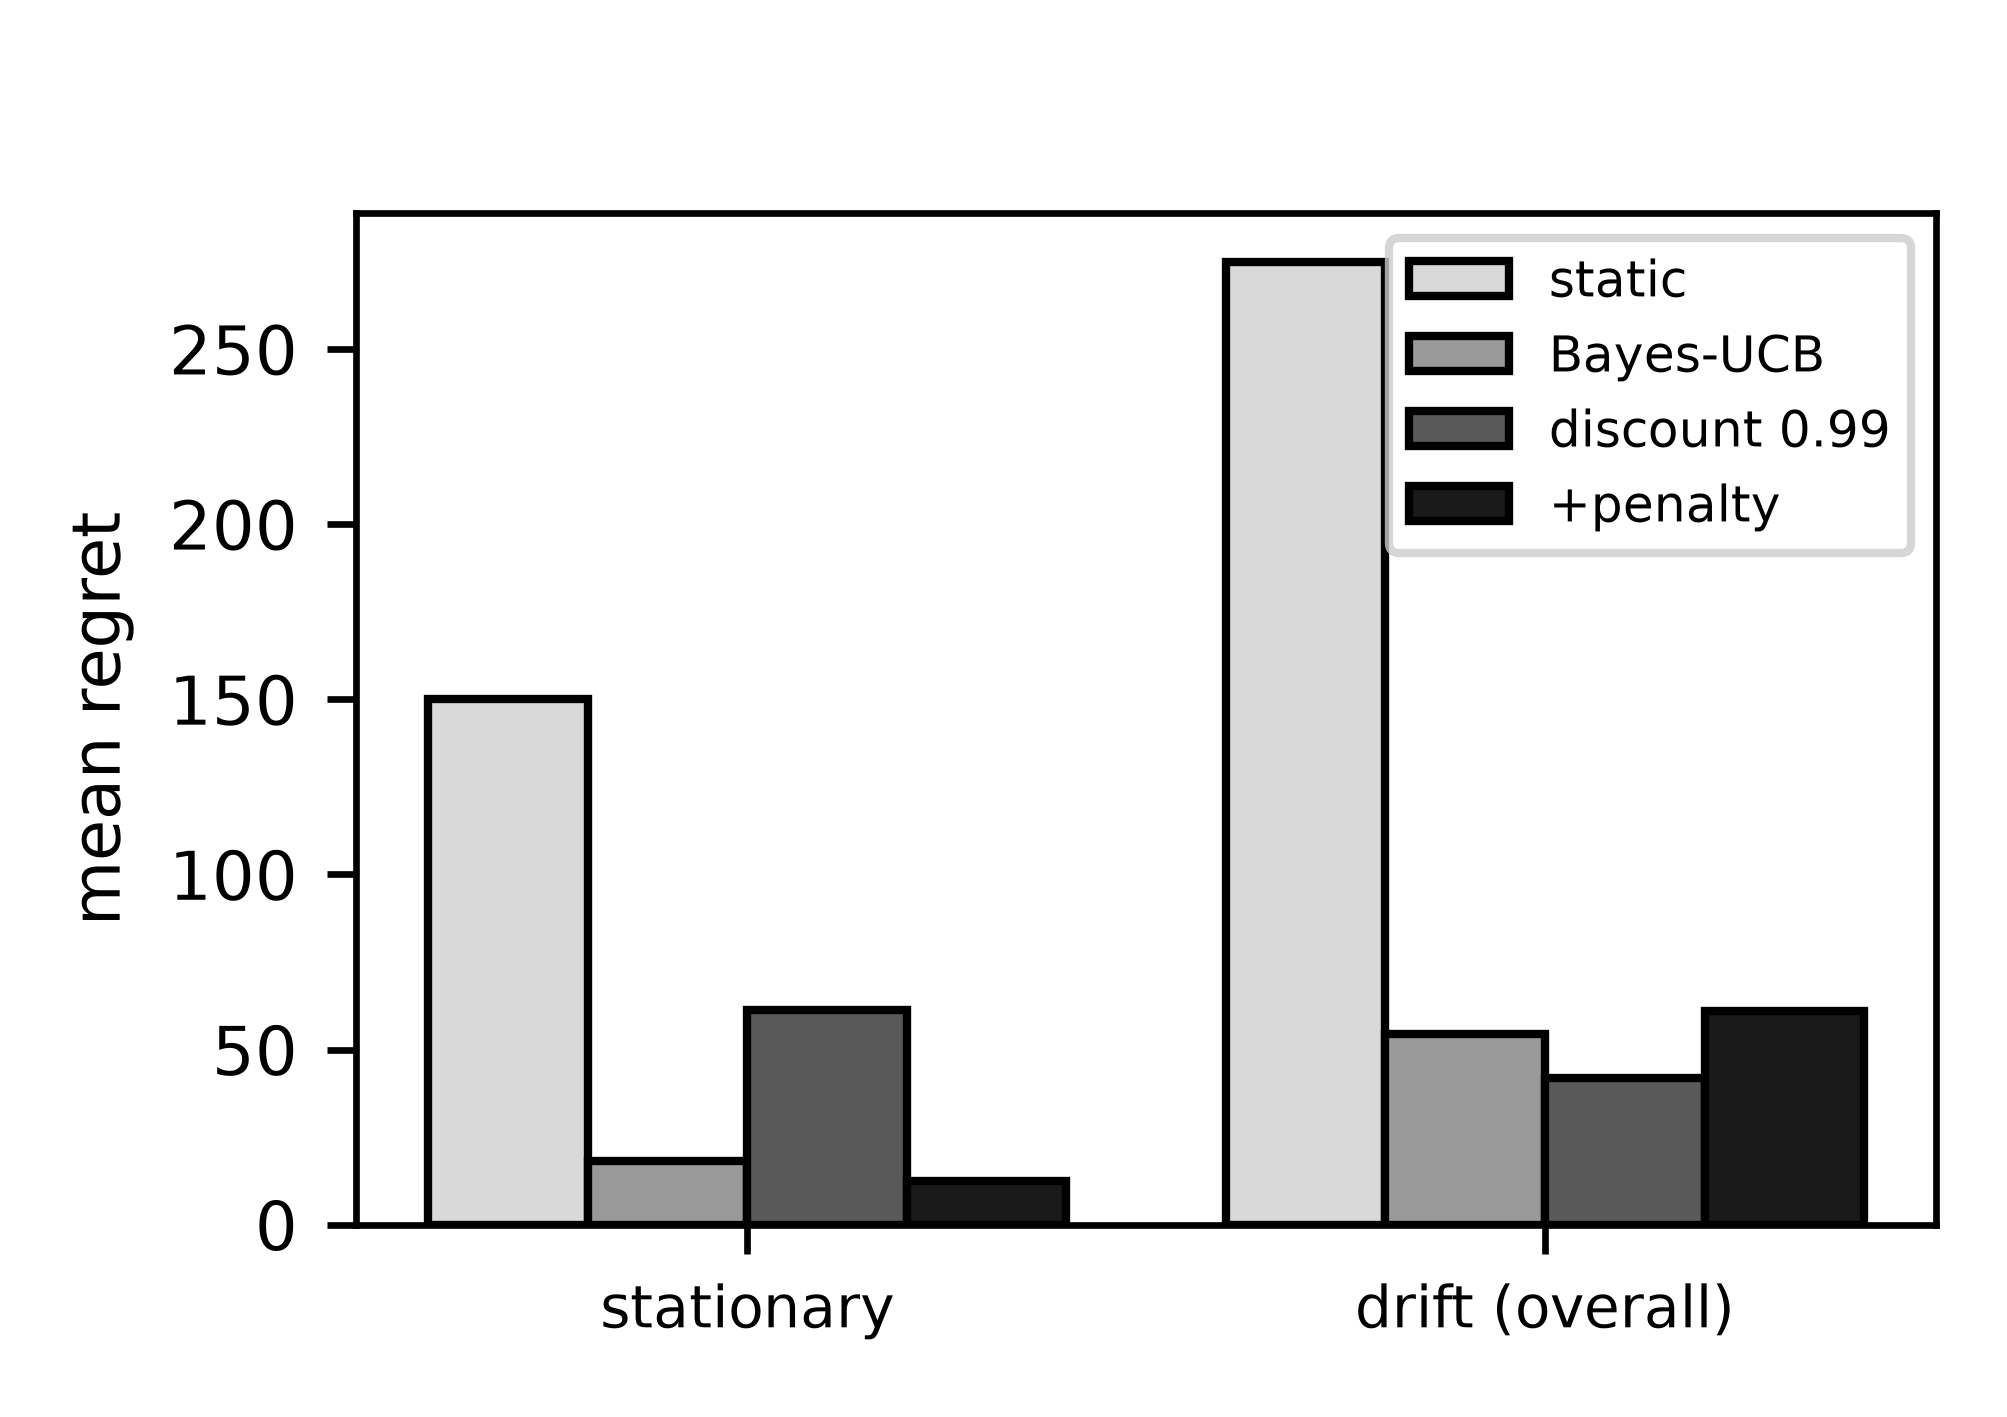 static
Bayes-UCB
discount 0.99
+penalty
mean regret
250
200
150
100
50
0
stationary
drift (overall)